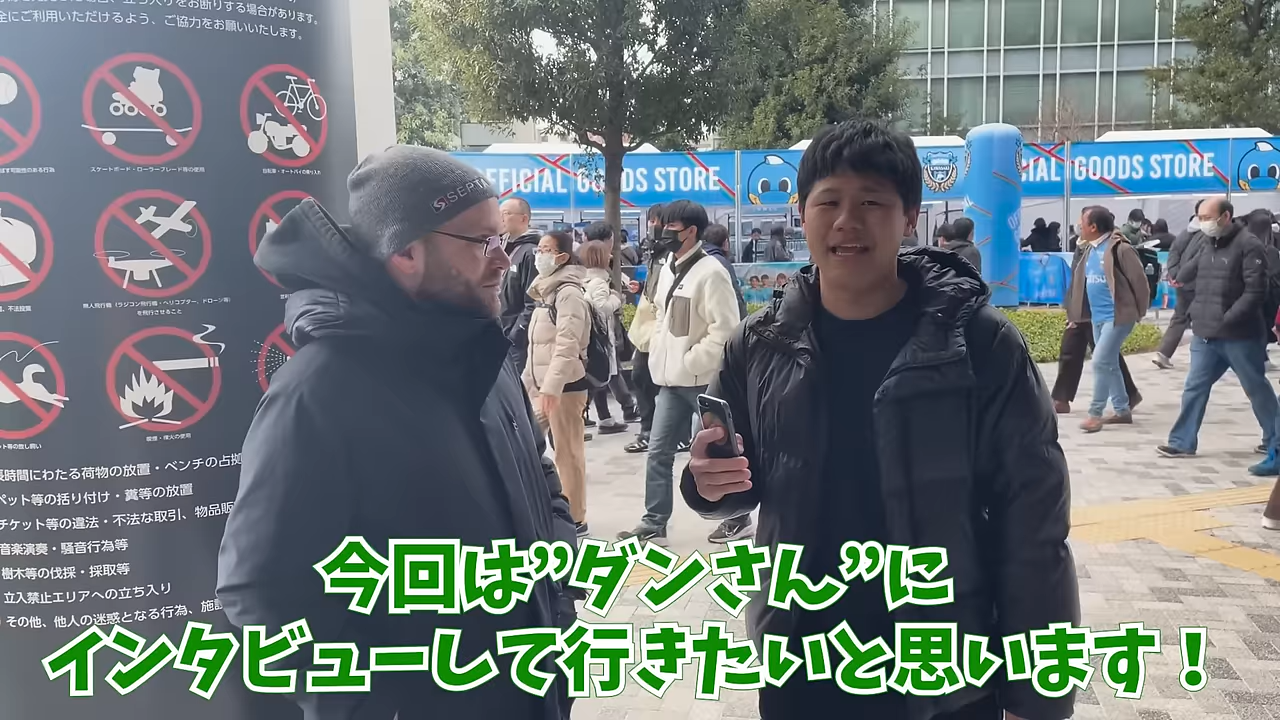 全にご利用いただけるよう、ご協力をお願いいたします。
スケートボード・ローラーブレード等の使用
自転車・オートバイの乗り入れ
無人飛行機（ラジコン飛行機・ヘリコプター、ドローン等）
を飛行させること
喫煙・焚火の使用
長時間にわたる荷物の放置・ベンチの占拠
ペット等の括り付け・糞等の放置
チケット等の違法・不法な取引、物品販
音楽演奏・騒音行為等
樹木等の伐採・採取等
立入禁止エリアへの立ち入り
その他、他人の迷惑となる行為、施設
OFFICIAL GOODS STORE
CIAL GOODS STORE
今回は”ダンさん”に
インタビューして行きたいと思います！